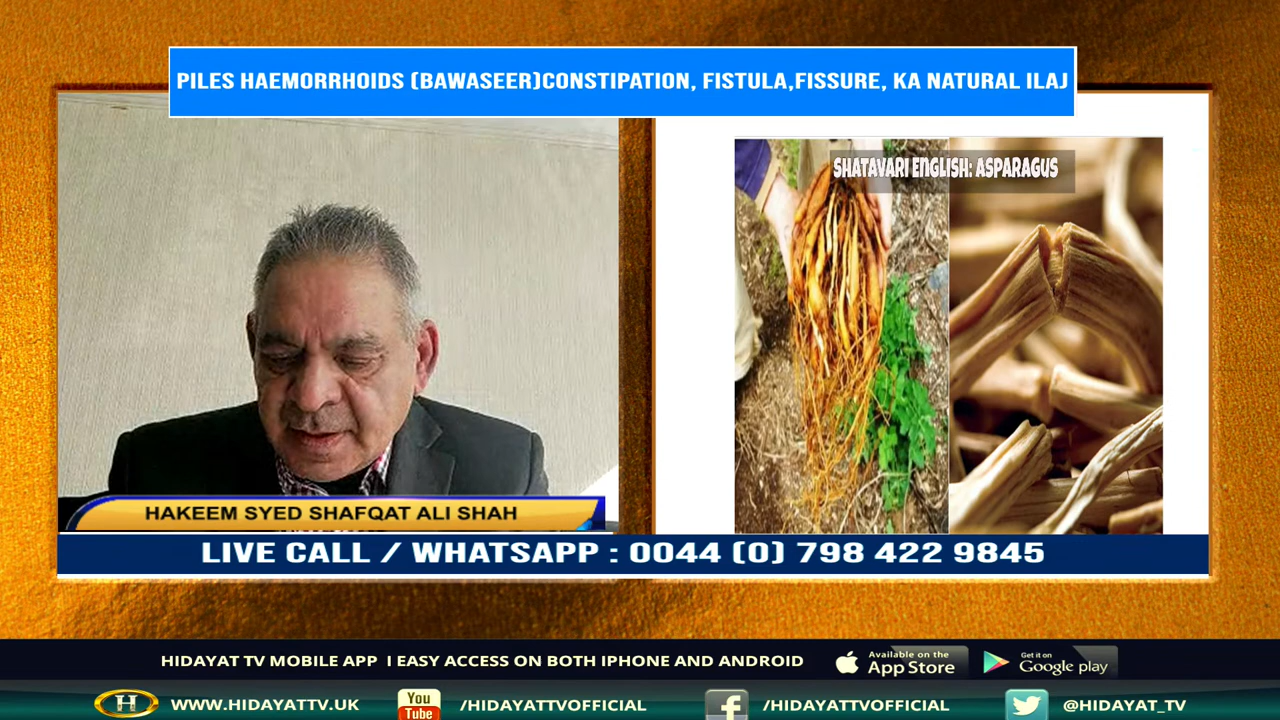 PILES HAEMORRHOIDS (BAWASEER)CONSTIPATION, FISTULA,FISSURE, KA NATURAL ILAJ
SHATAVARI ENGLISH: ASPARAGUS
HAKEEM SYED SHAFQAT ALI SHAH
LIVE CALL / WHATSAPP : 0044 (0) 798 422 9845
HIDAYAT TV MOBILE APP I EASY ACCESS ON BOTH IPHONE AND ANDROID
Available on the
App Store
Get it on
Google play
H
WWW.HIDAYATTV.UK
You
Tube
/HIDAYATTVOFFICIAL
f
/HIDAYATTVOFFICIAL
@HIDAYAT_TV